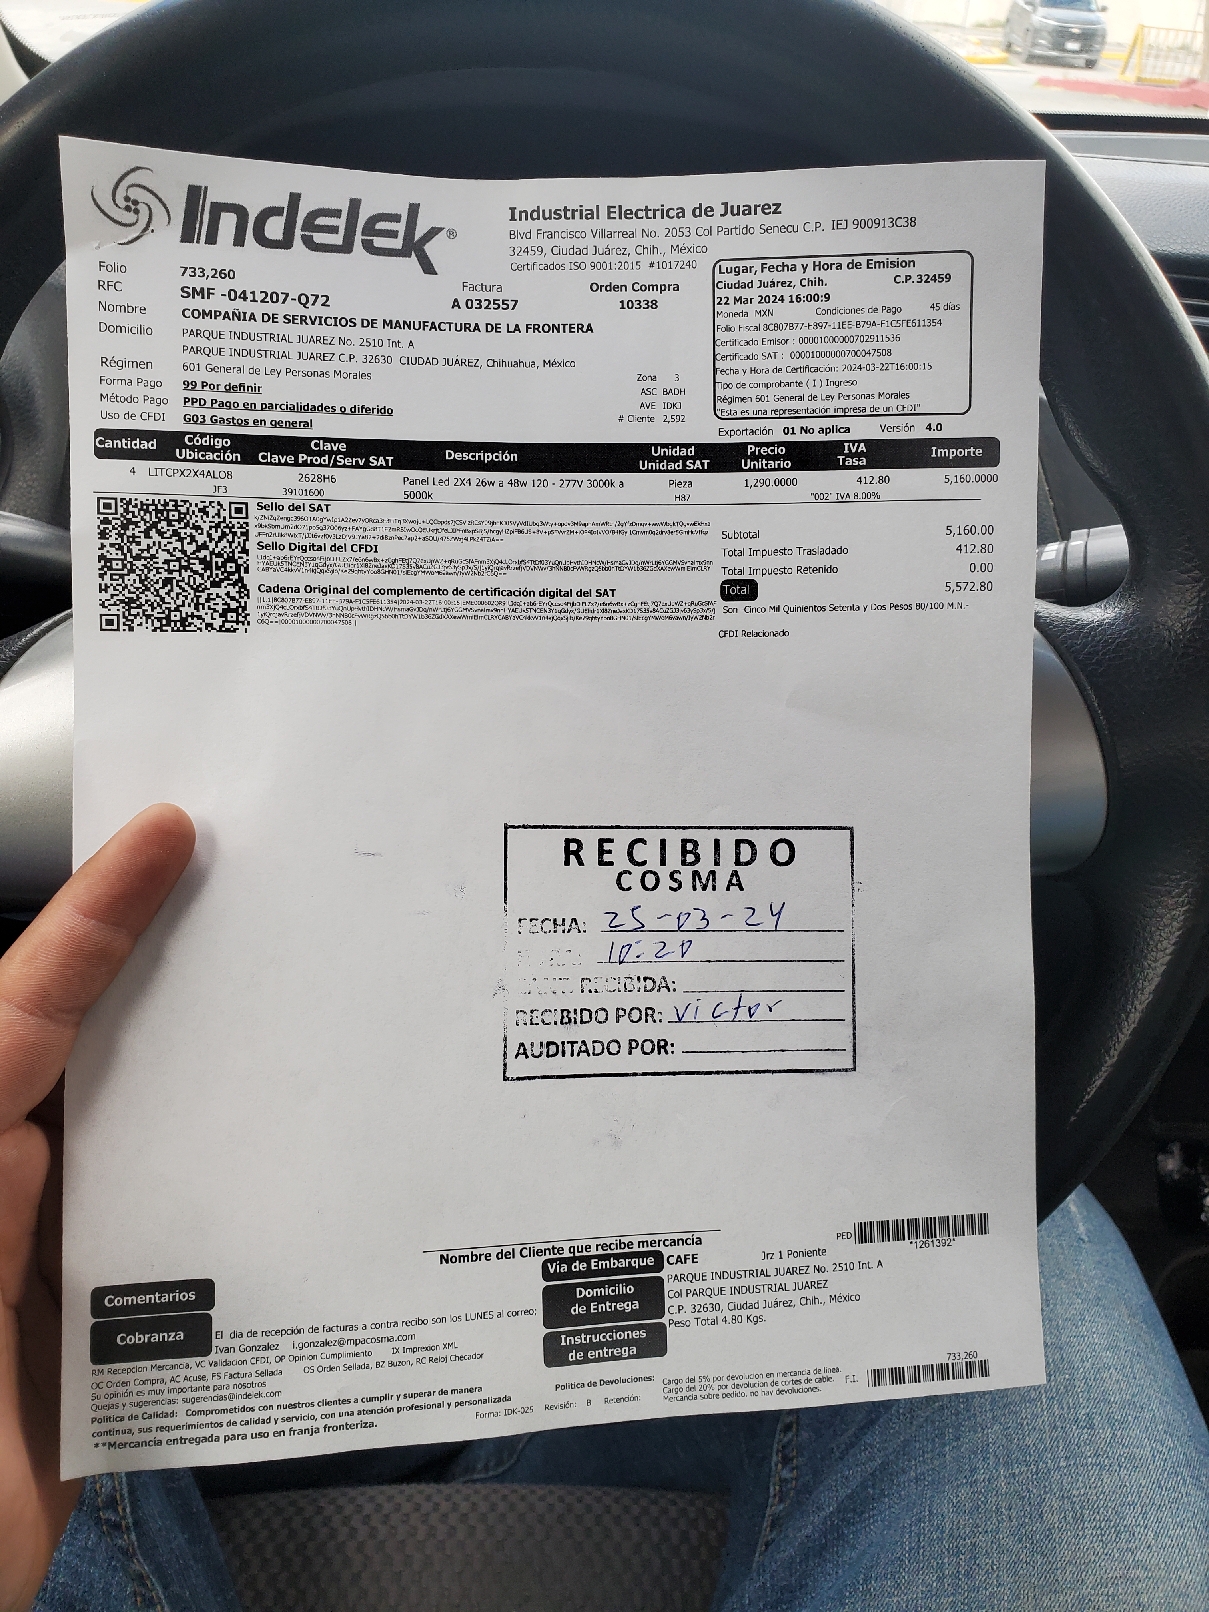 Indelek®
Industrial Electrica de Juarez
Blvd Francisco Villarreal No. 2053 Col Partido Senecu C.P. IEJ 900913C38
32459, Ciudad Juárez, Chih., México
Certificados ISO 9001:2015 #1017240
Folio 733,260
RFC SMF -041207-Q72
Factura
A 032557
Orden Compra
10338
Nombre COMPAÑIA DE SERVICIOS DE MANUFACTURA DE LA FRONTERA
Domicilio PARQUE INDUSTRIAL JUAREZ No. 2510 Int. A
PARQUE INDUSTRIAL JUAREZ C.P. 32630 CIUDAD JUÁREZ, Chihuahua, México
Régimen 601 General de Ley Personas Morales
Forma Pago 99 Por definir
Método Pago PPD Pago en parcialidades o diferido
Uso de CFDI G03 Gastos en general
Zona 3
ASC BADH
AVE IDKJ
# Cliente 2,592
Lugar, Fecha y Hora de Emision
Ciudad Juárez, Chih. C.P.32459
22 Mar 2024 16:00:9
Moneda MXN Condiciones de Pago 45 días
Folio Fiscal 8C807B77-E897-11EE-B79A-F1C5FE611354
Certificado Emisor : 00001000000702911536
Certificado SAT : 00001000000700047508
Fecha y Hora de Certificación: 2024-03-22T16:00:15
Tipo de comprobante ( I ) Ingreso
Régimen 601 General de Ley Personas Morales
"Esta es una representación impresa de un CFDI"
Exportación 01 No aplica Versión 4.0
Cantidad Código Ubicación Clave Clave Prod/Serv SAT Descripción Unidad Unidad SAT Precio Unitario IVA Tasa Importe
4 LITCPX2X4ALO8 2628H6 Panel Led 2X4 26w a 48w 120 - 277V 3000k a Pieza 1,290.0000 412.80 5,160.0000
JF3 39101600 5000k H87 "002" IVA 8.00%
Sello del SAT
Sello Digital del CFDI
Cadena Original del complemento de certificación digital del SAT
Subtotal 5,160.00
Total Impuesto Trasladado 412.80
Total Impuesto Retenido 0.00
Total 5,572.80
Son: Cinco Mil Quinientos Setenta y Dos Pesos 80/100 M.N.-
CFDI Relacionado
RECIBIDO
COSMA
FECHA: 25-03-24
10:20
RECIBIDA:
RECIBIDO POR: victor
AUDITADO POR:
Nombre del Cliente que recibe mercancia
PED *1261392*
Via de Embarque CAFE Jrz 1 Poniente
Domicilio de Entrega PARQUE INDUSTRIAL JUAREZ No. 2510 Int. A
Col PARQUE INDUSTRIAL JUAREZ
C.P. 32630, Ciudad Juárez, Chih., México
Peso Total 4.80 Kgs.
Instrucciones de entrega
Comentarios
Cobranza El dia de recepción de facturas a contra recibo son los LUNES al correo;
Ivan Gonzalez i.gonzalez@mpacosma.com
RM Recepcion Mercancia, VC Validacion CFDI, OP Opinion Cumplimiento IX Impresion XML
OC Orden Compra, AC Acuse, FS Factura Sellada OS Orden Sellada, BZ Buzon, RC Reloj Checador
Su opinión es muy importante para nosotros
Quejas y sugerencias: sugerencias@indelek.com
Politica de Calidad: Comprometidos con nuestros clientes a cumplir y superar de manera
continua, sus requerimientos de calidad y servicio, con una atención profesional y personalizada
**Mercancía entregada para uso en franja fronteriza.
Forma: IDK-025 Revisión: B Retención:
Politica de Devoluciones: Cargo del 5% por devolucion en mercancia de linea.
Cargo del 20% por devolucion de cortes de cable.
Mercancia sobre pedido, no hay devoluciones.
F.I. 733,260